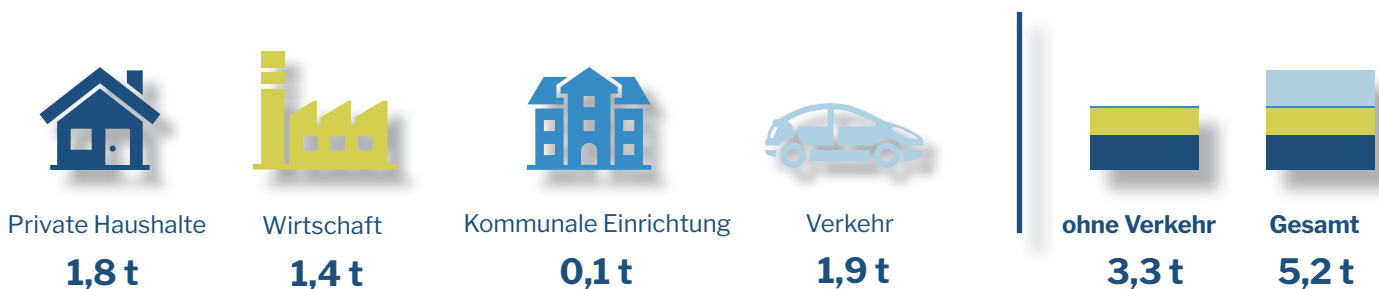 Private Haushalte
1,8 t
Wirtschaft
1,4 t
Kommunale Einrichtung
0,1 t
Verkehr
1,9 t
ohne Verkehr
3,3 t
Gesamt
5,2 t